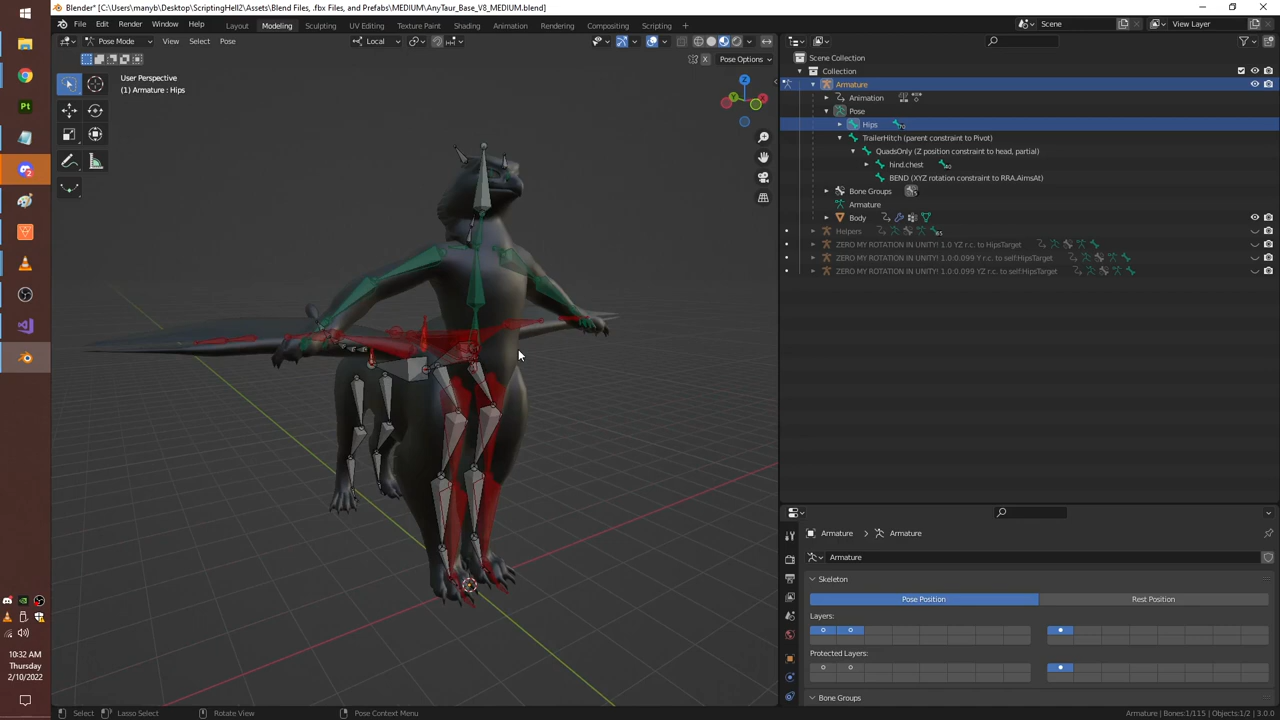 Blender* [C:\Users\manyb\Desktop\ScriptingHell2\Assets\Blend Files, .fbx Files, and Prefabs\MEDIUM\AnyTaur_Base_V8_MEDIUM.blend]
File Edit Render Window Help Layout Modeling Sculpting UV Editing Texture Paint Shading Animation Rendering Compositing Scripting Scene View Layer
Pose Mode View Select Pose Local
Pose Options
User Perspective
(1) Armature : Hips
Scene Collection
Collection
Armature
Animation
Pose
Hips
TrailerHitch (parent constraint to Pivot)
QuadsOnly (Z position constraint to head, partial)
hind.chest
BEND (XYZ rotation constraint to RRA.AimsAt)
Bone Groups
Armature
Body
Helpers
ZERO MY ROTATION IN UNITY! 1.0 YZ r.c. to HipsTarget
ZERO MY ROTATION IN UNITY! 1.0:0.099 Y r.c. to self:HipsTarget
ZERO MY ROTATION IN UNITY! 1.0:0.099 YZ r.c. to self:HipsTarget
Armature > Armature
Armature
Skeleton
Pose Position Rest Position
Layers:
Protected Layers:
Bone Groups
10:32 AM
Thursday
2/10/2022
Select Lasso Select Rotate View Pose Context Menu Armature | Bones:1/115 | Objects:1/2 | 3.0.0